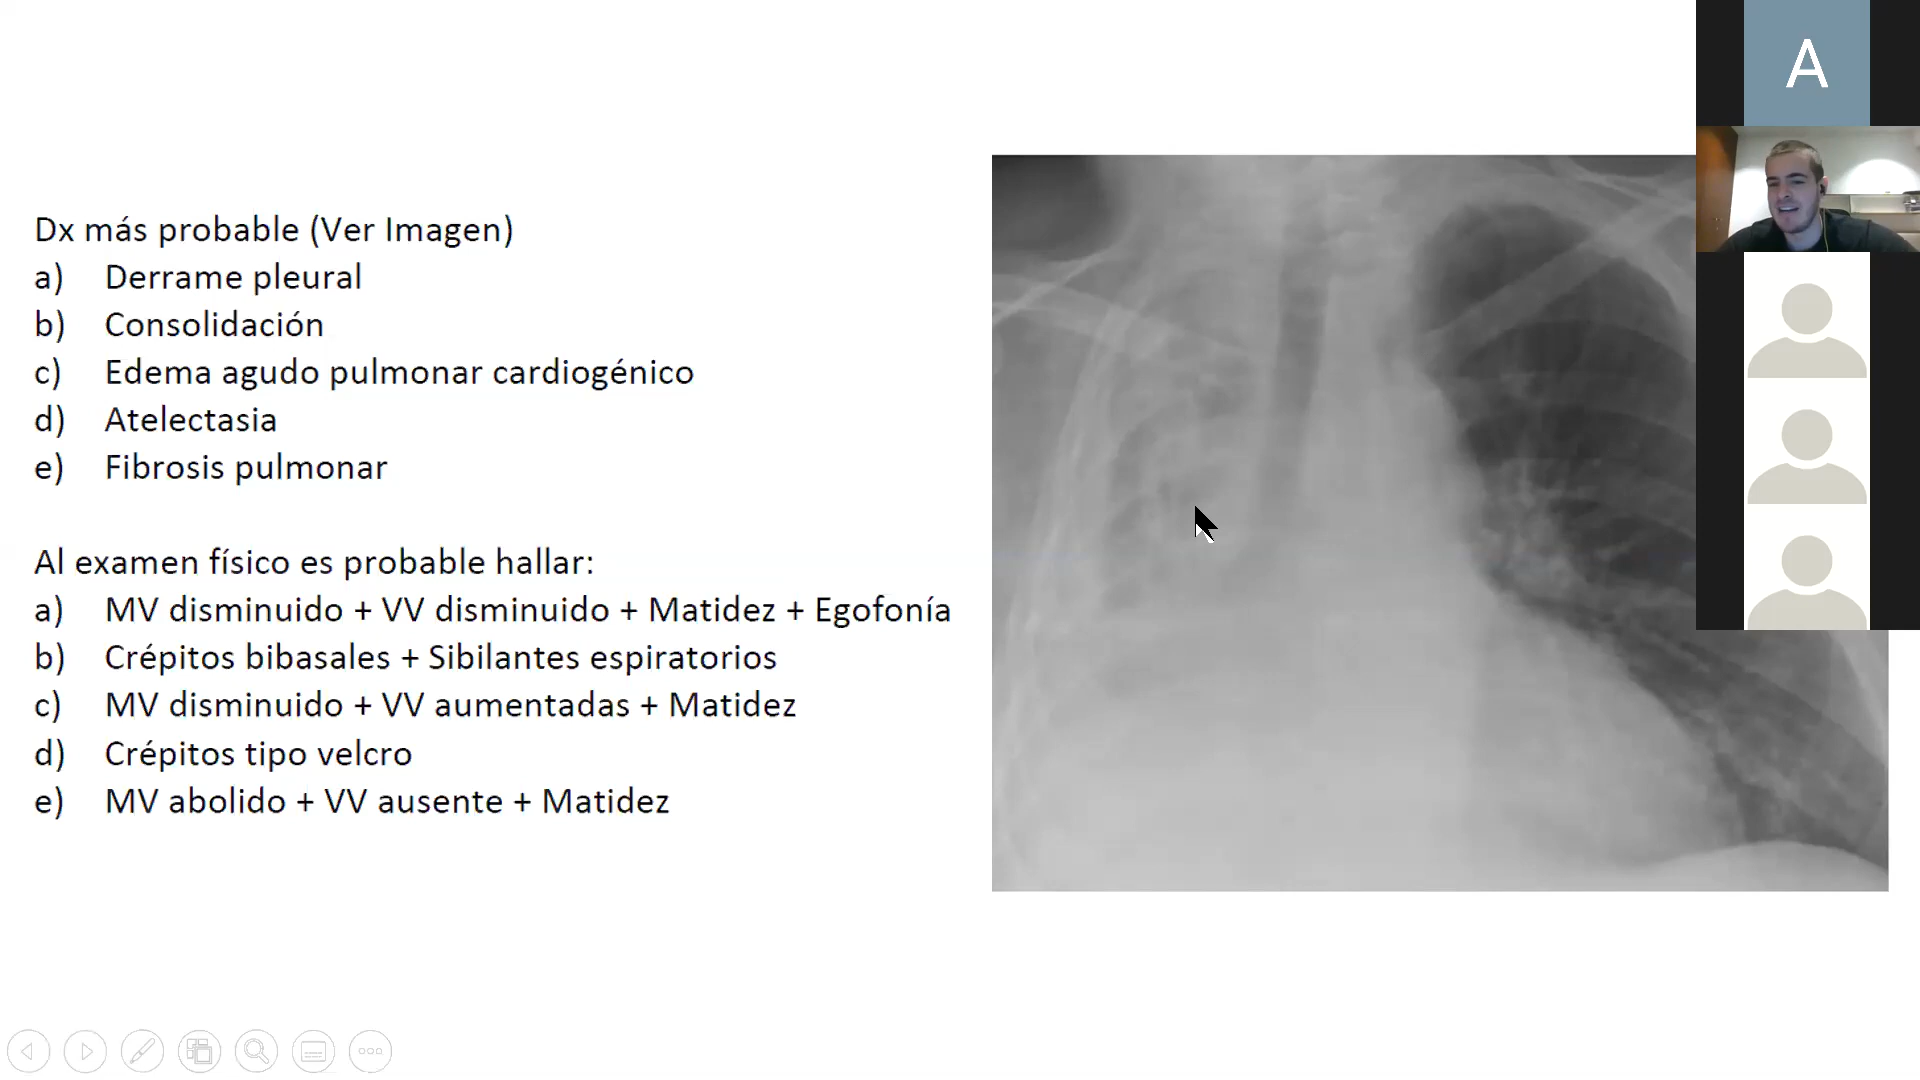 Dx más probable (Ver Imagen)
a) Derrame pleural
b) Consolidación
c) Edema agudo pulmonar cardiogénico
d) Atelectasia
e) Fibrosis pulmonar
Al examen físico es probable hallar:
a) MV disminuido + VV disminuido + Matidez + Egofonía
b) Crépitos bibasales + Sibilantes espiratorios
c) MV disminuido + VV aumentadas + Matidez
d) Crépitos tipo velcro
e) MV abolido + VV ausente + Matidez
A